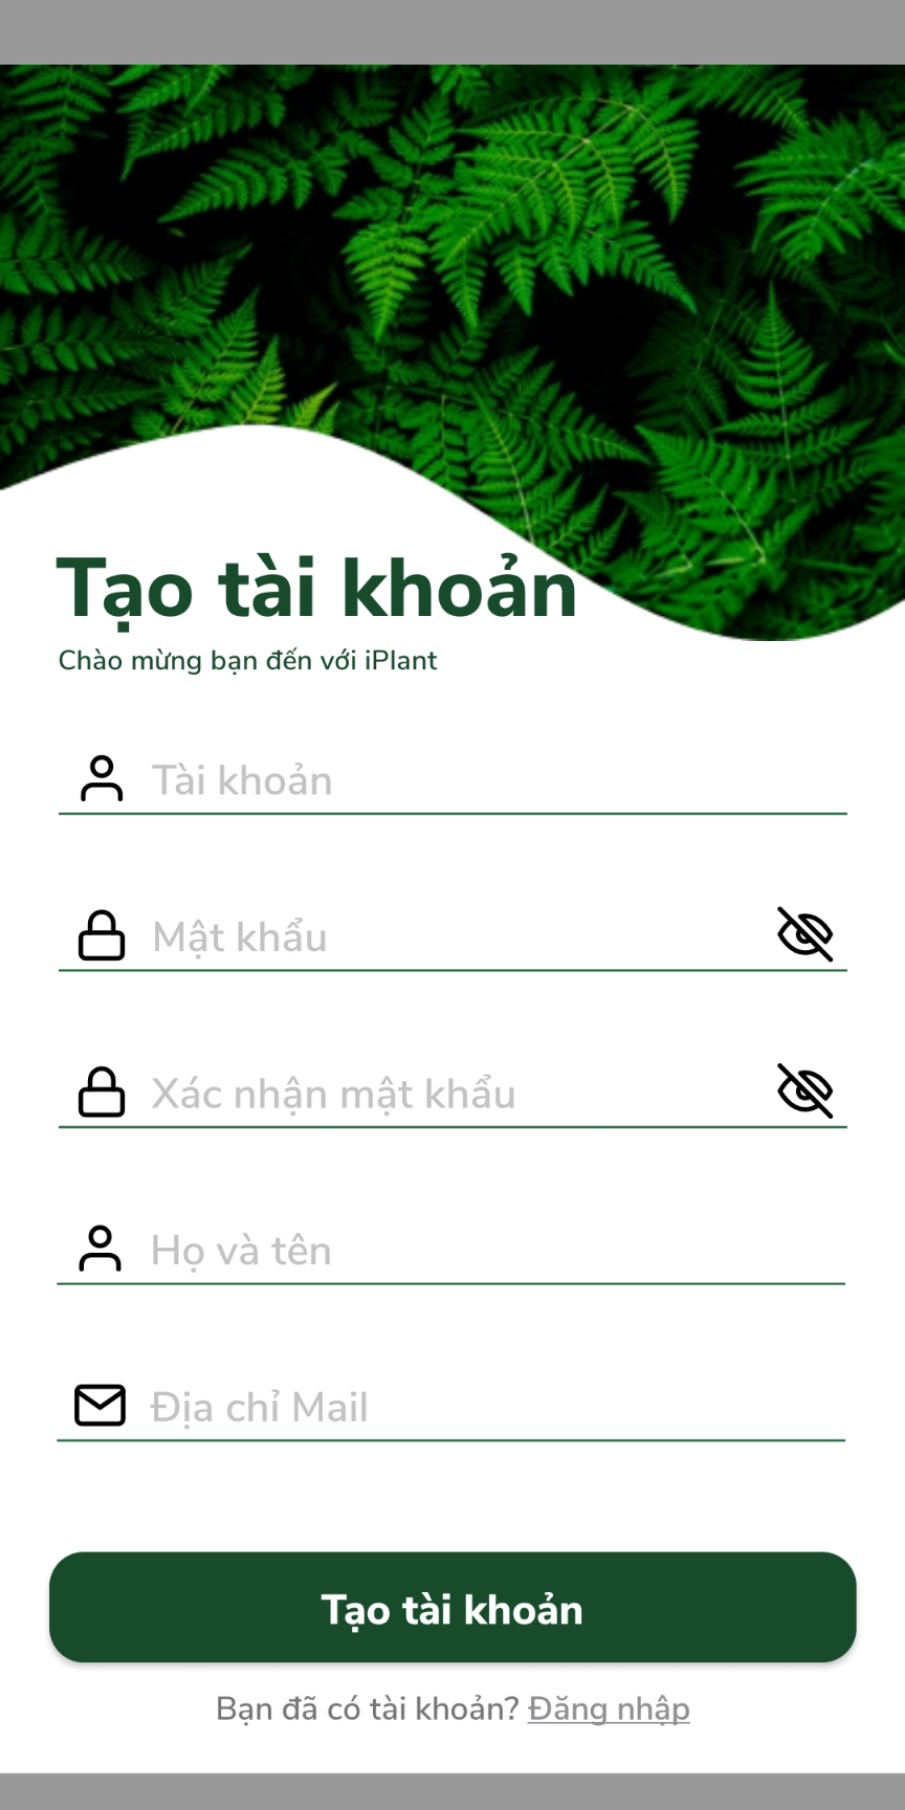 Tạo tài khoản
Chào mừng bạn đến với iPlant
Tài khoản
Mật khẩu
Xác nhận mật khẩu
Họ và tên
Địa chỉ Mail
Tạo tài khoản
Bạn đã có tài khoản? Đăng nhập